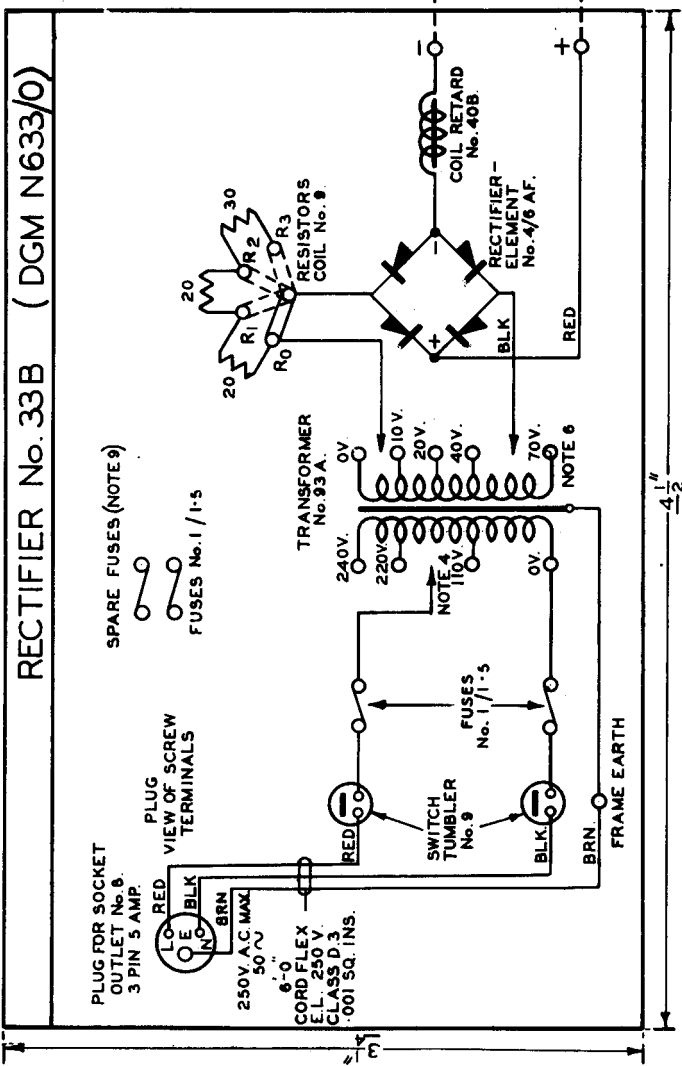 RECTIFIER No. 33B (DGM N633/0)
PLUG FOR SOCKET
OUTLET No. 8.
3 PIN 5 AMP.
PLUG
VIEW OF SCREW
TERMINALS
L
E
N
RED
BLK
BRN
250V. A.C. MAX.
50 ~
6'-0"
CORD FLEX
E.L. 250 V.
CLASS D.3
·001 SQ. INS.
SPARE FUSES (NOTE 9)
FUSES No. 1 / 1·5
RED
SWITCH
TUMBLER
No. 9
BLK.
BRN.
FRAME EARTH
FUSES
No. 1 / 1·5
NOTE 4
TRANSFORMER
No. 93 A.
240V.
220V.
110V.
0V.
0V.
10V.
20V.
40V.
70V.
NOTE 6
20
20
30
R0
R1
R2
R3
RESISTORS
COIL No. 9.
+
-
RECTIFIER-
ELEMENT
No. 4/6 AF.
BLK
RED
COIL RETARD
No. 40B.
-
+
3 1/4"
4 1/2"